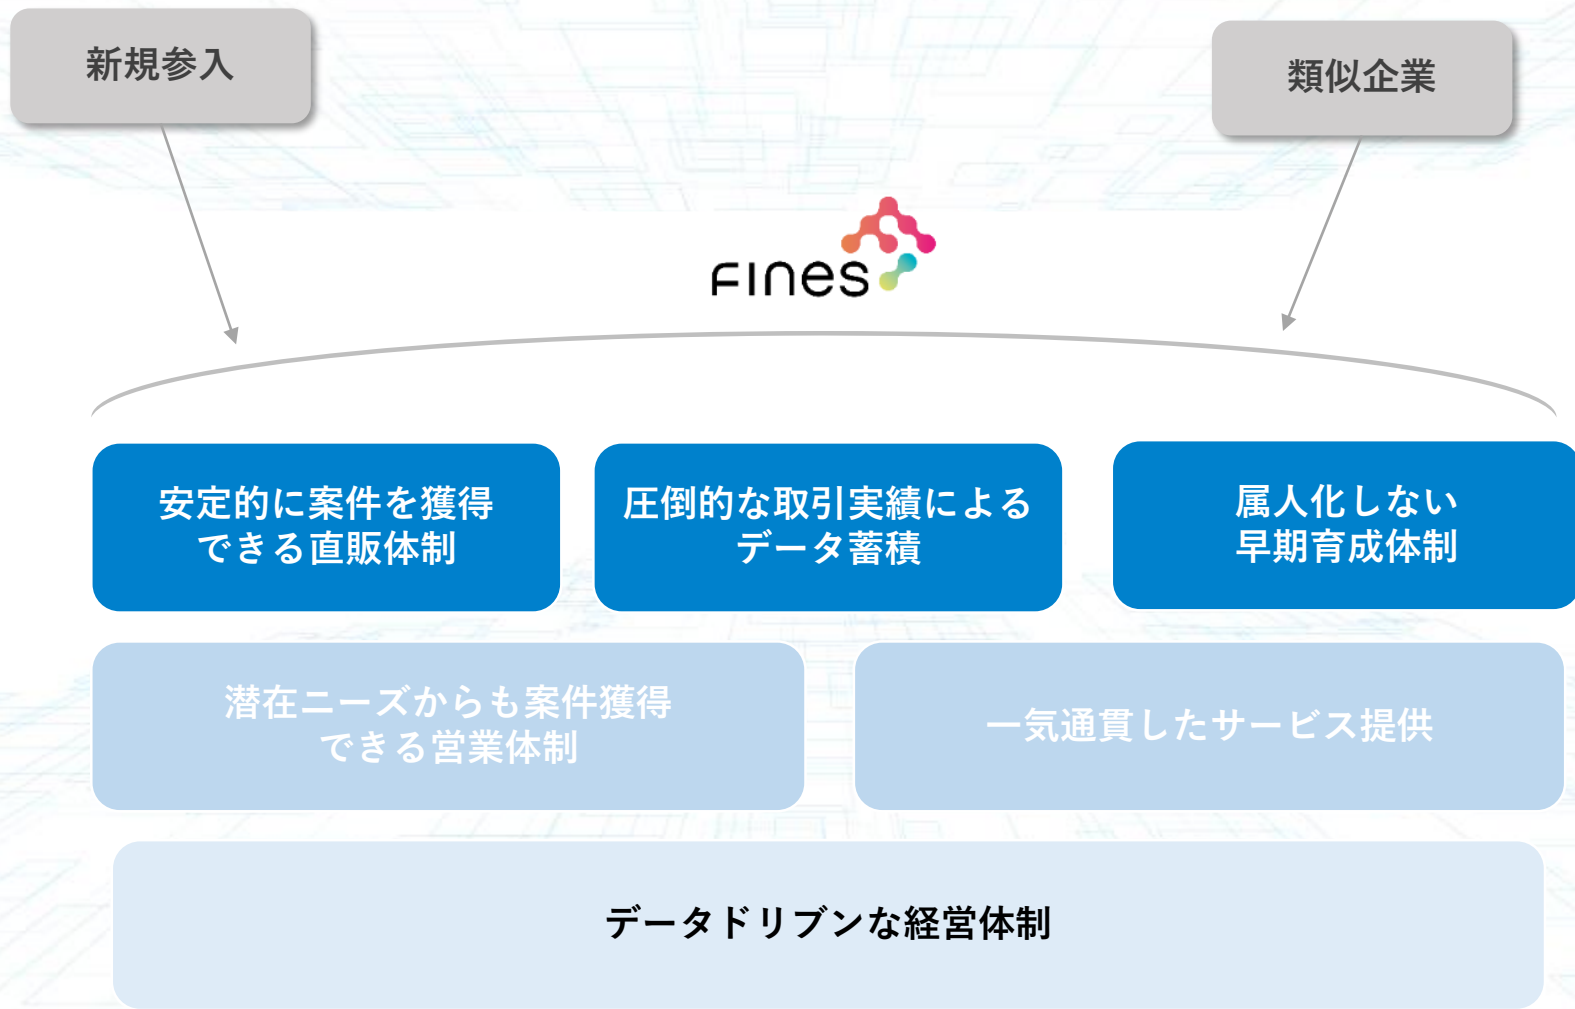 新規参入
類似企業
FINES
安定的に案件を獲得
できる直販体制
圧倒的な取引実績による
データ蓄積
属人化しない
早期育成体制
潜在ニーズからも案件獲得
できる営業体制
一気通貫したサービス提供
データドリブンな経営体制